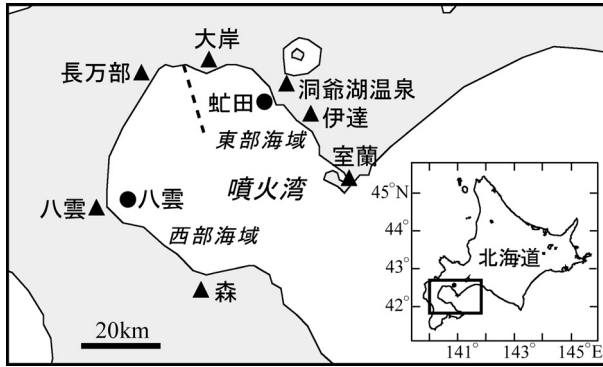 大岸
長万部
洞爺湖温泉
虻田
伊達
東部海域
室蘭
噴火湾
八雲
八雲
西部海域
森
20km
45°N
44°
43°
42°
北海道
141°
143°
145°E